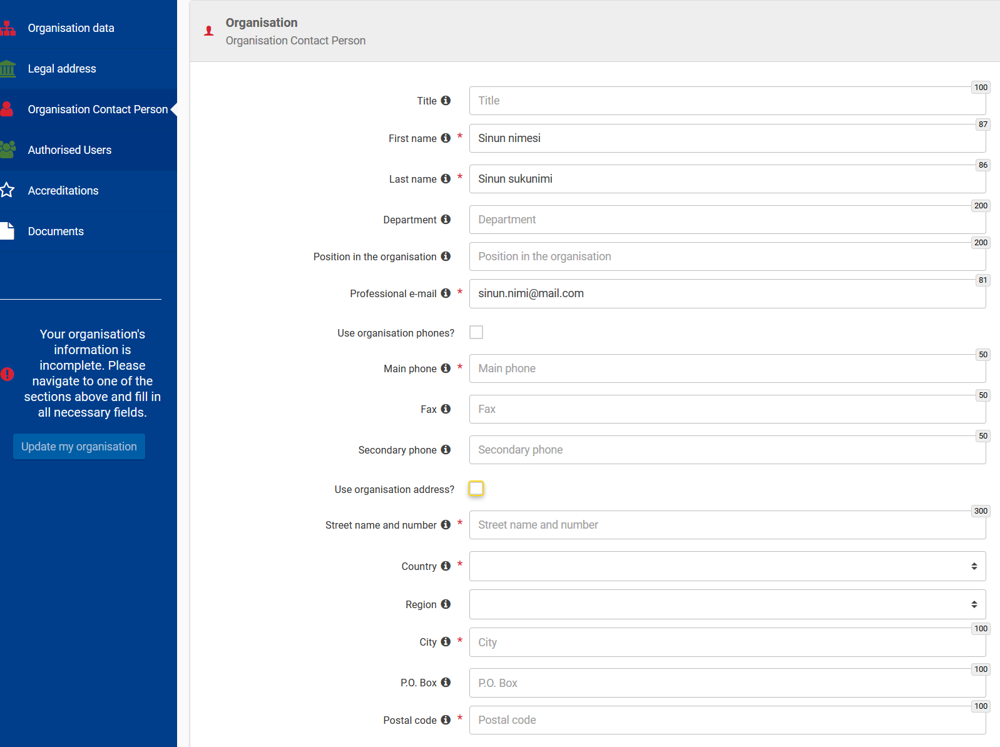 Organisation data
Legal address
Organisation Contact Person
Authorised Users
Accreditations
Documents
Your organisation's
information is
incomplete. Please
navigate to one of the
sections above and fill in
all necessary fields.
Update my organisation
Organisation
Organisation Contact Person
Title
Title
100
First name *
Sinun nimesi
87
Last name *
Sinun sukunimi
86
Department
Department
200
Position in the organisation
Position in the organisation
200
Professional e-mail *
sinun.nimi@mail.com
81
Use organisation phones?
Main phone *
Main phone
50
Fax
Fax
50
Secondary phone
Secondary phone
50
Use organisation address?
Street name and number *
Street name and number
300
Country *
Region
City *
City
100
P.O. Box
P.O. Box
100
Postal code *
Postal code
100